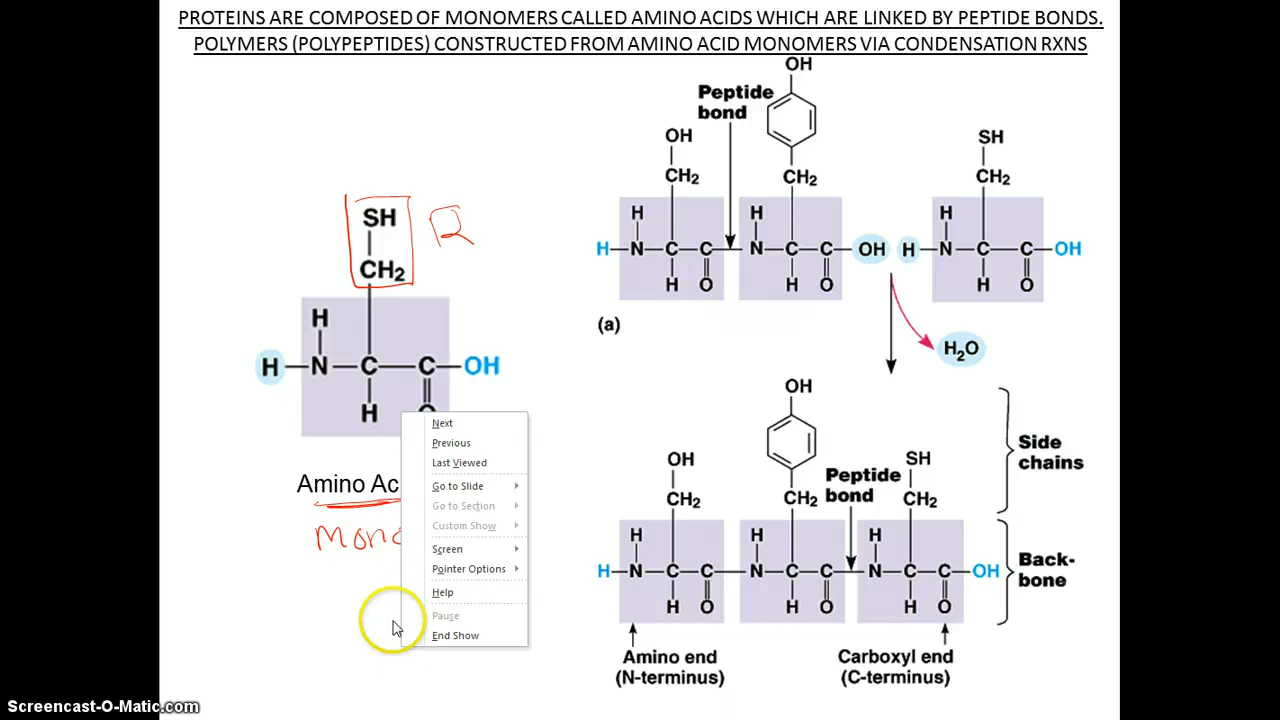 PROTEINS ARE COMPOSED OF MONOMERS CALLED AMINO ACIDS WHICH ARE LINKED BY PEPTIDE BONDS.
POLYMERS (POLYPEPTIDES) CONSTRUCTED FROM AMINO ACID MONOMERS VIA CONDENSATION RXNS
SH
CH2
R
H
H N C C OH
H O
Amino Ac
mono
Next
Previous
Last Viewed
Go to Slide
Go to Section
Custom Show
Screen
Pointer Options
Help
Pause
End Show
Peptide
bond
OH
OH
SH
CH2
CH2
CH2
H H H
H N C C N C C OH H N C C OH
H O H O H O
(a)
H2O
OH
OH
SH
Peptide
bond
CH2
CH2
CH2
Side
chains
H H H
H N C C N C C N C C OH
H O H O H O
Back-
bone
Amino end
(N-terminus)
Carboxyl end
(C-terminus)
Screencast-O-Matic.com